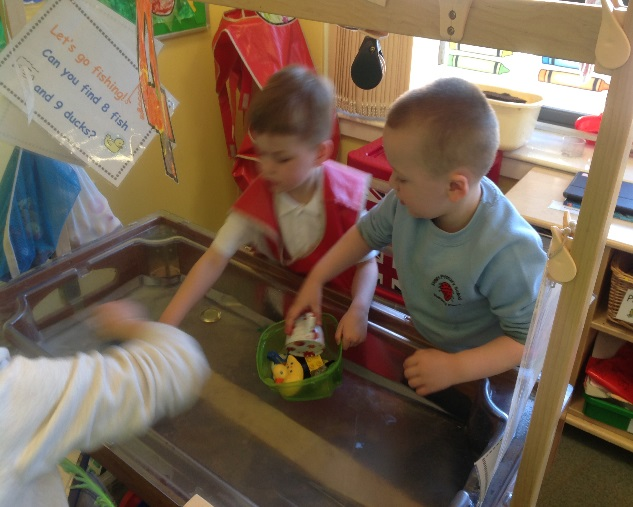 Let's go fishing!
Can you find 8 fish
and 9 ducks?